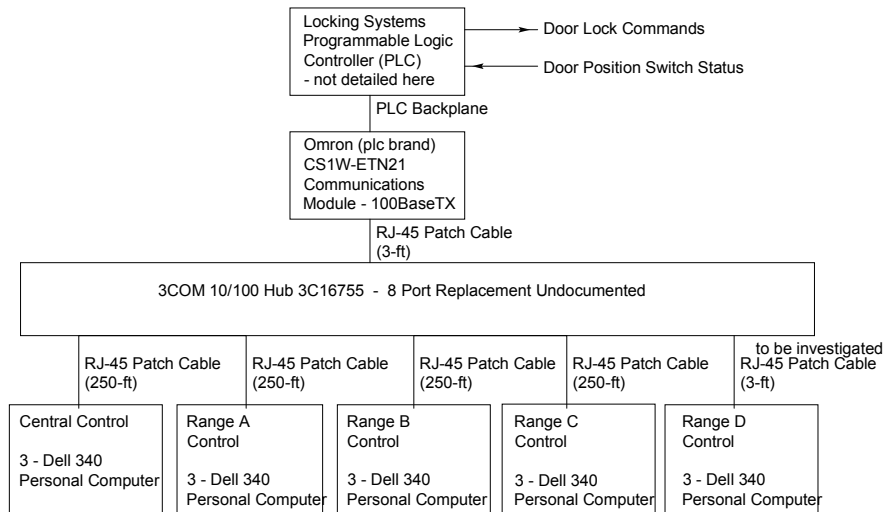 Locking Systems
Programmable Logic
Controller (PLC)
- not detailed here
Door Lock Commands
Door Position Switch Status
PLC Backplane
Omron (plc brand)
CS1W-ETN21
Communications
Module - 100BaseTX
RJ-45 Patch Cable
(3-ft)
3COM 10/100 Hub 3C16755 - 8 Port Replacement Undocumented
RJ-45 Patch Cable
(250-ft)
RJ-45 Patch Cable
(250-ft)
RJ-45 Patch Cable
(250-ft)
RJ-45 Patch Cable
(250-ft)
to be investigated
RJ-45 Patch Cable
(3-ft)
Central Control
3 - Dell 340
Personal Computer
Range A
Control
3 - Dell 340
Personal Computer
Range B
Control
3 - Dell 340
Personal Computer
Range C
Control
3 - Dell 340
Personal Computer
Range D
Control
3 - Dell 340
Personal Computer